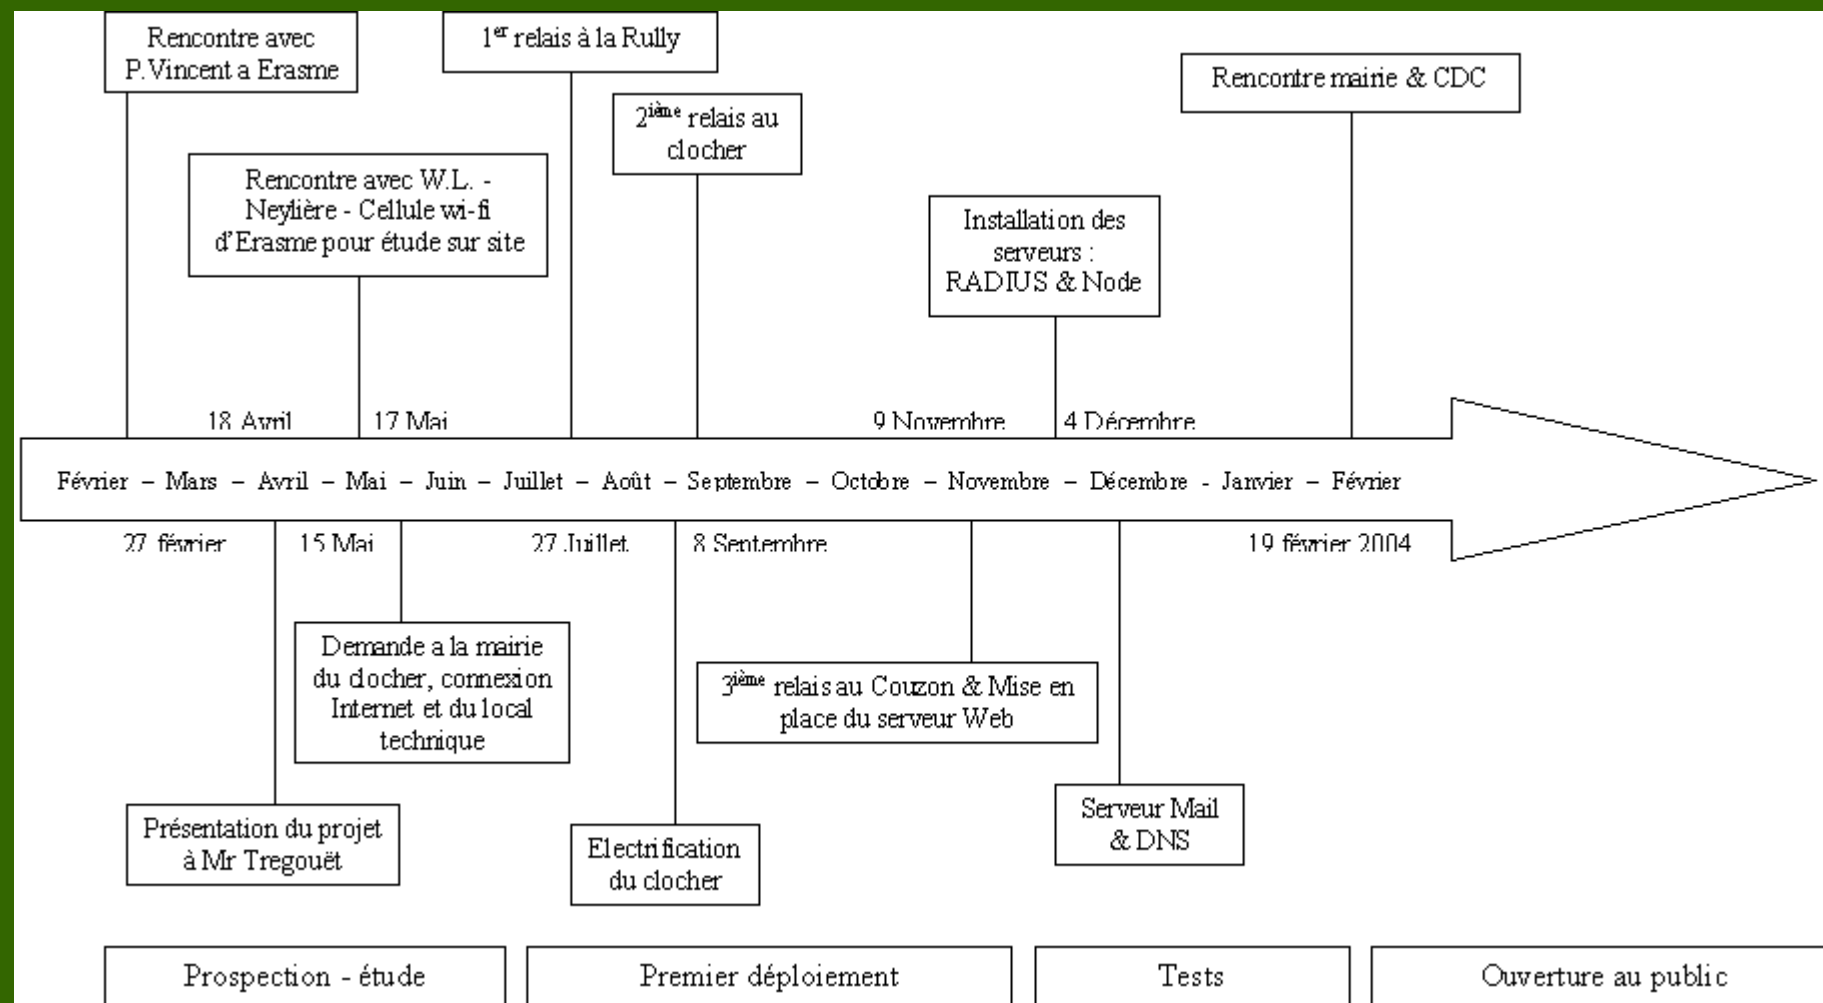 Rencontre avec
P.Vincent a Erasme
1er relais à la Rully
Rencontre mairie & CDC
2ième relais au
clocher
Rencontre avec W.L. -
Neylière - Cellule wi-fi
d'Erasme pour étude sur site
Installation des
serveurs :
RADIUS & Node
18 Avril
17 Mai
9 Novembre
4 Décembre
Février – Mars – Avril – Mai – Juin – Juillet – Août – Septembre – Octobre – Novembre – Décembre - Janvier – Février
27 février
15 Mai
27 Juillet
8 Septembre
19 février 2004
Demande a la mairie
du clocher, connexion
Internet et du local
technique
3ième relais au Couzon & Mise en
place du serveur Web
Présentation du projet
à Mr Tregouët
Electrification
du clocher
Serveur Mail
& DNS
Prospection - étude
Premier déploiement
Tests
Ouverture au public